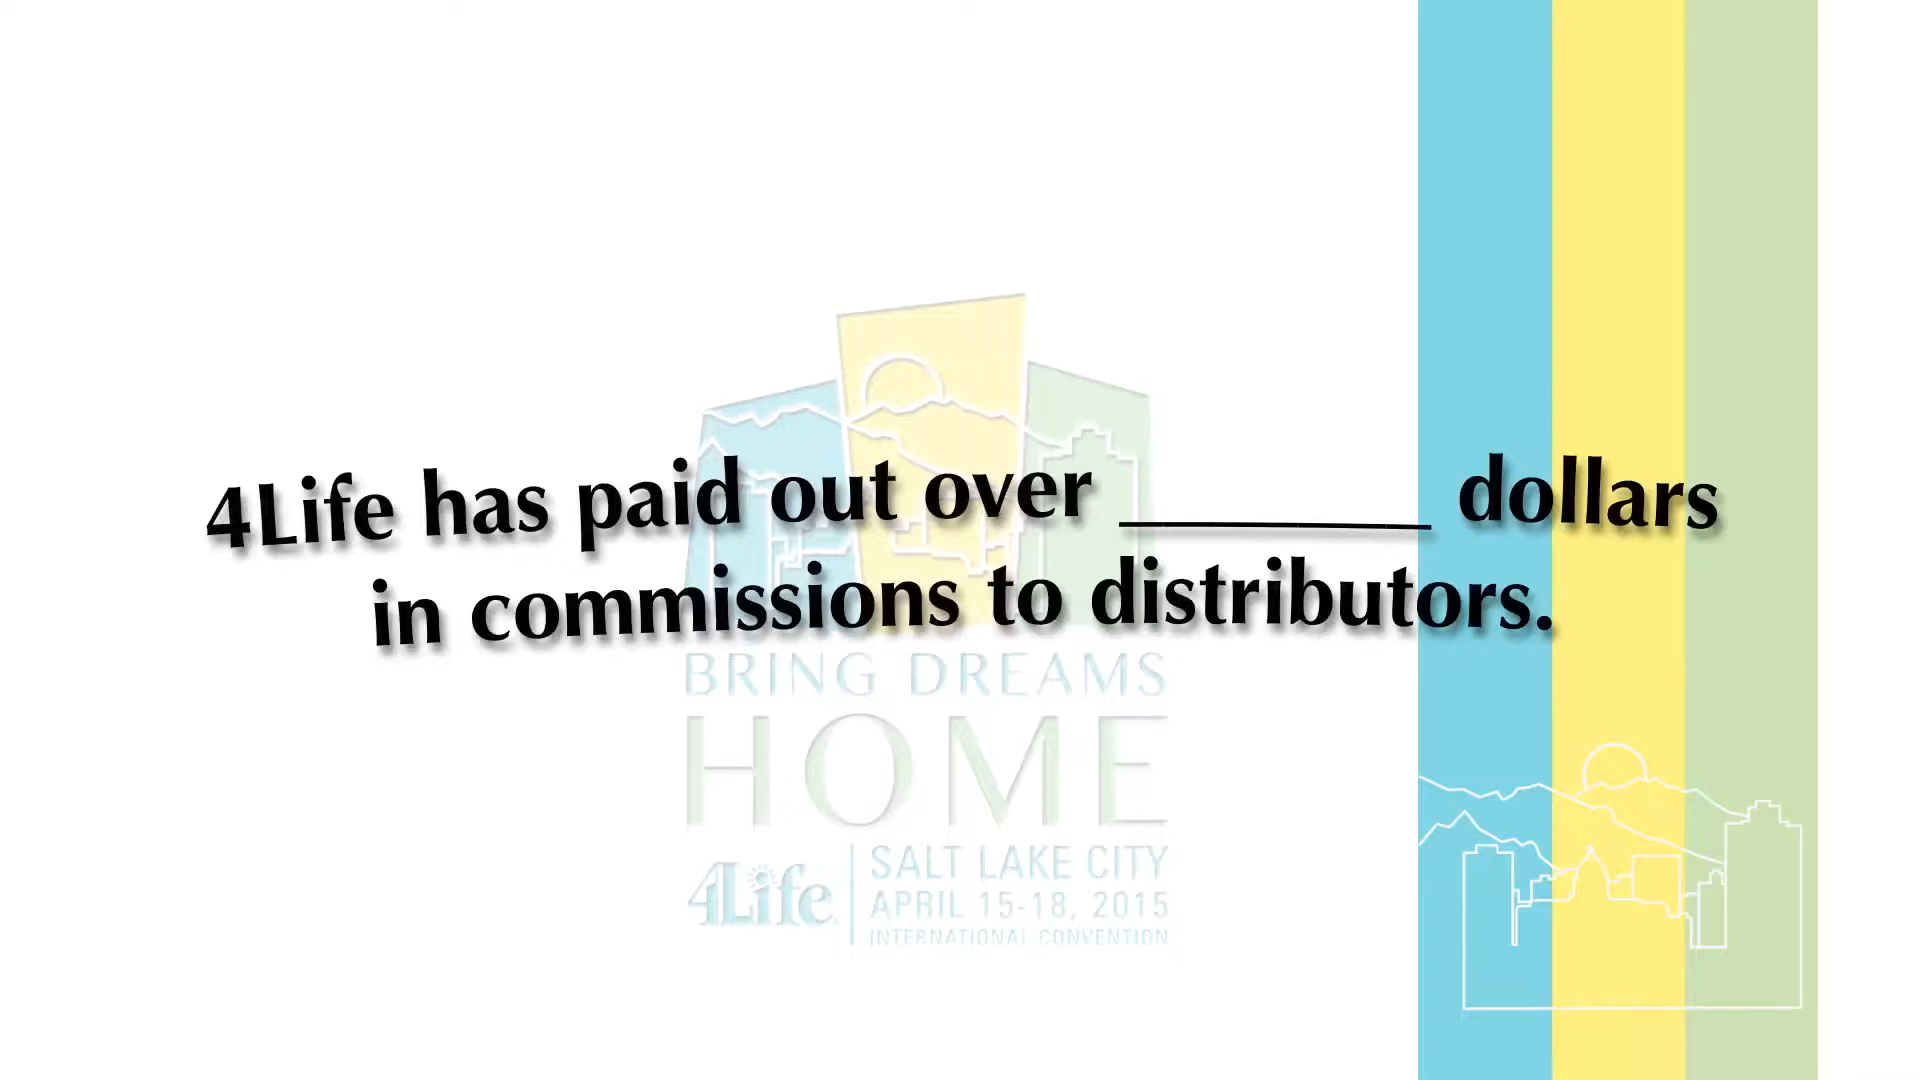 4Life has paid out over ________ dollars
in commissions to distributors.
BRING DREAMS
HOME
4Life
SALT LAKE CITY
APRIL 15-18, 2015
INTERNATIONAL CONVENTION